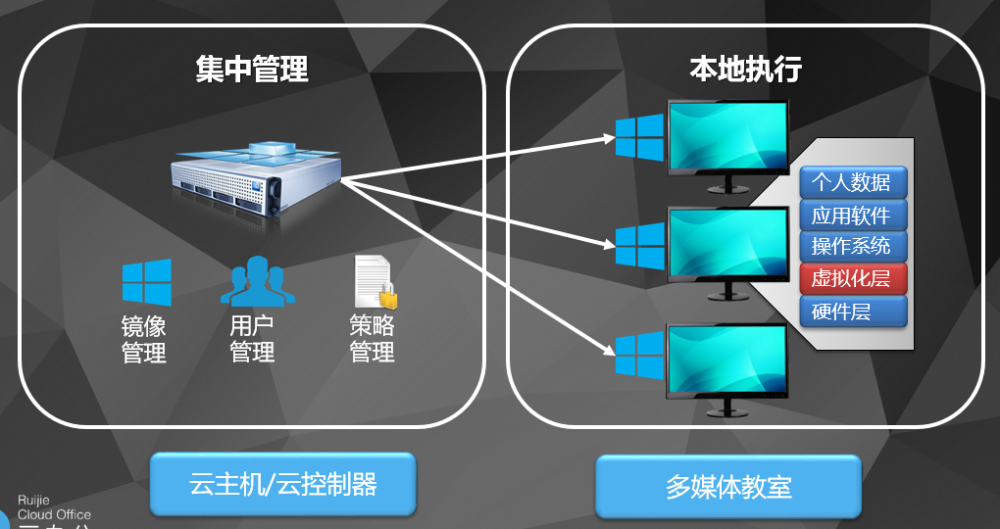 集中管理
本地执行
个人数据
应用软件
操作系统
虚拟化层
硬件层
镜像
管理
用户
管理
策略
管理
云主机/云控制器
多媒体教室
Ruijie
Cloud Office